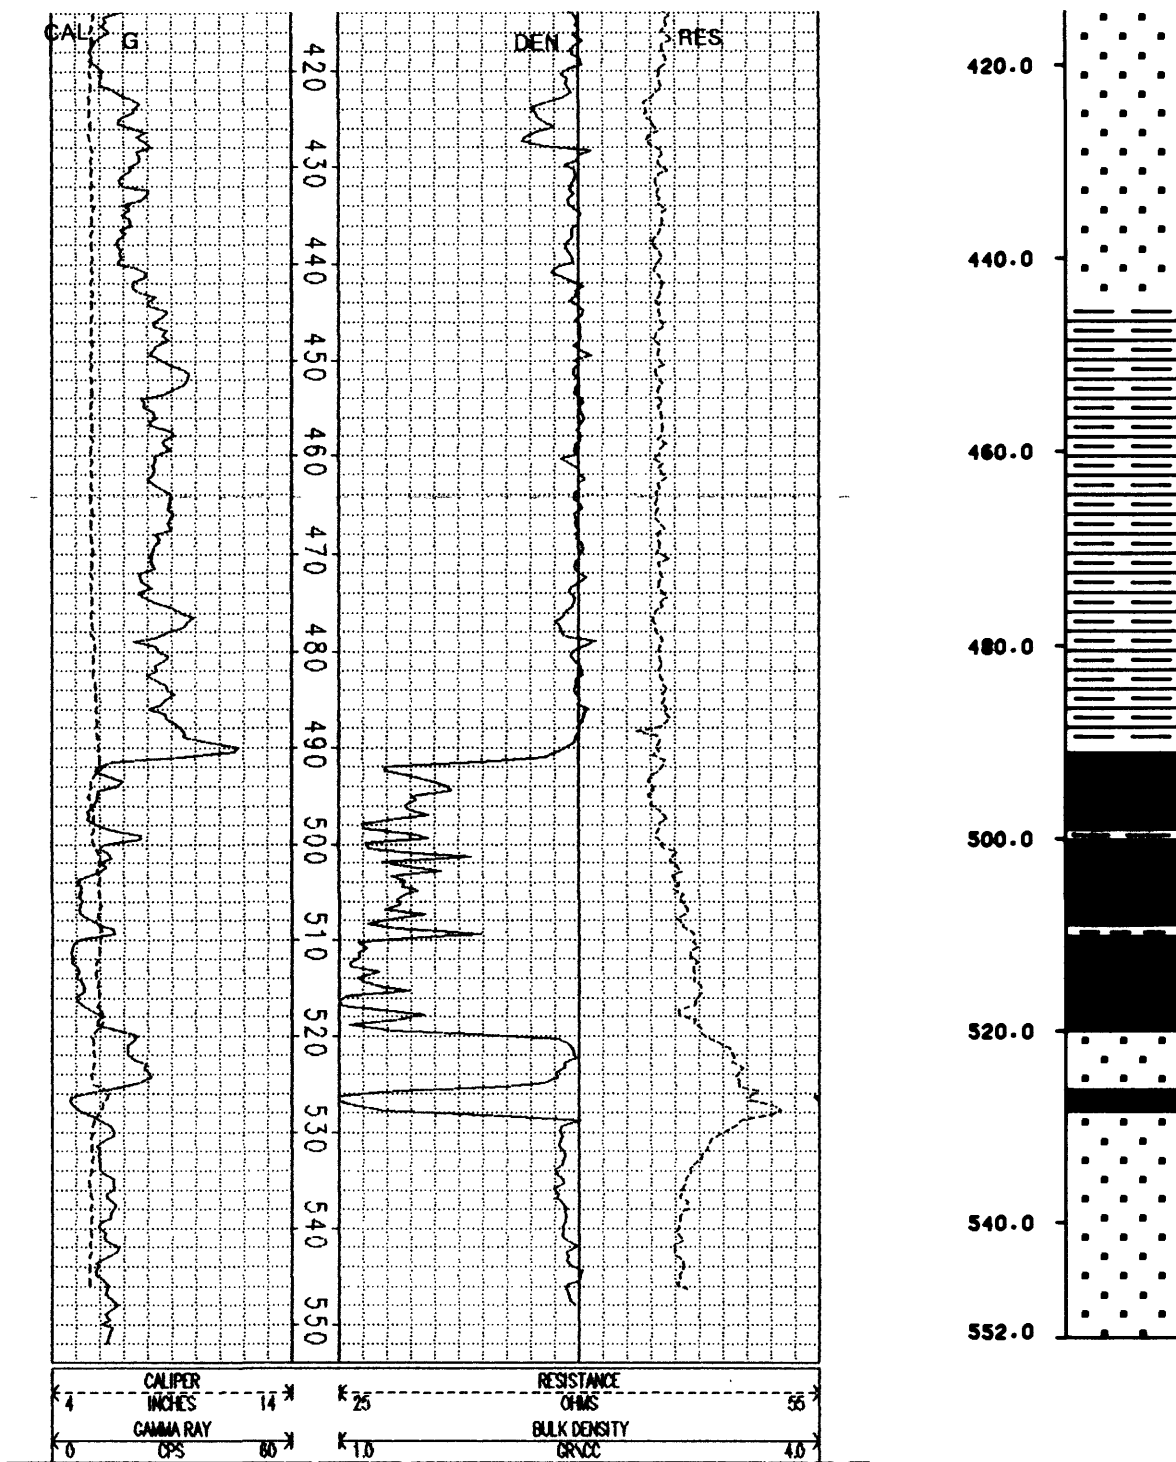 CAL G DEN RES
420 420.0
430
440 440.0
450
460 460.0
470
480 480.0
490
500 500.0
510
520 520.0
530
540 540.0
550 552.0
CALIPER RESISTANCE
4 INCHES 14 25 OHMS 55
GAMMA RAY BULK DENSITY
0 CPS 60 1.0 GR\CC 4.0